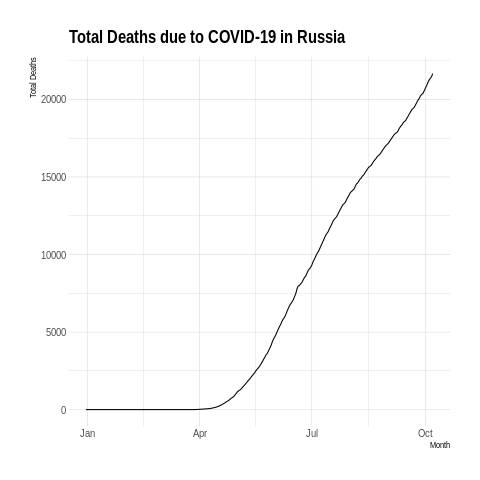 Total Deaths due to COVID-19 in Russia
Total Deaths
20000
15000
10000
5000
0
Jan Apr Jul Oct
Month